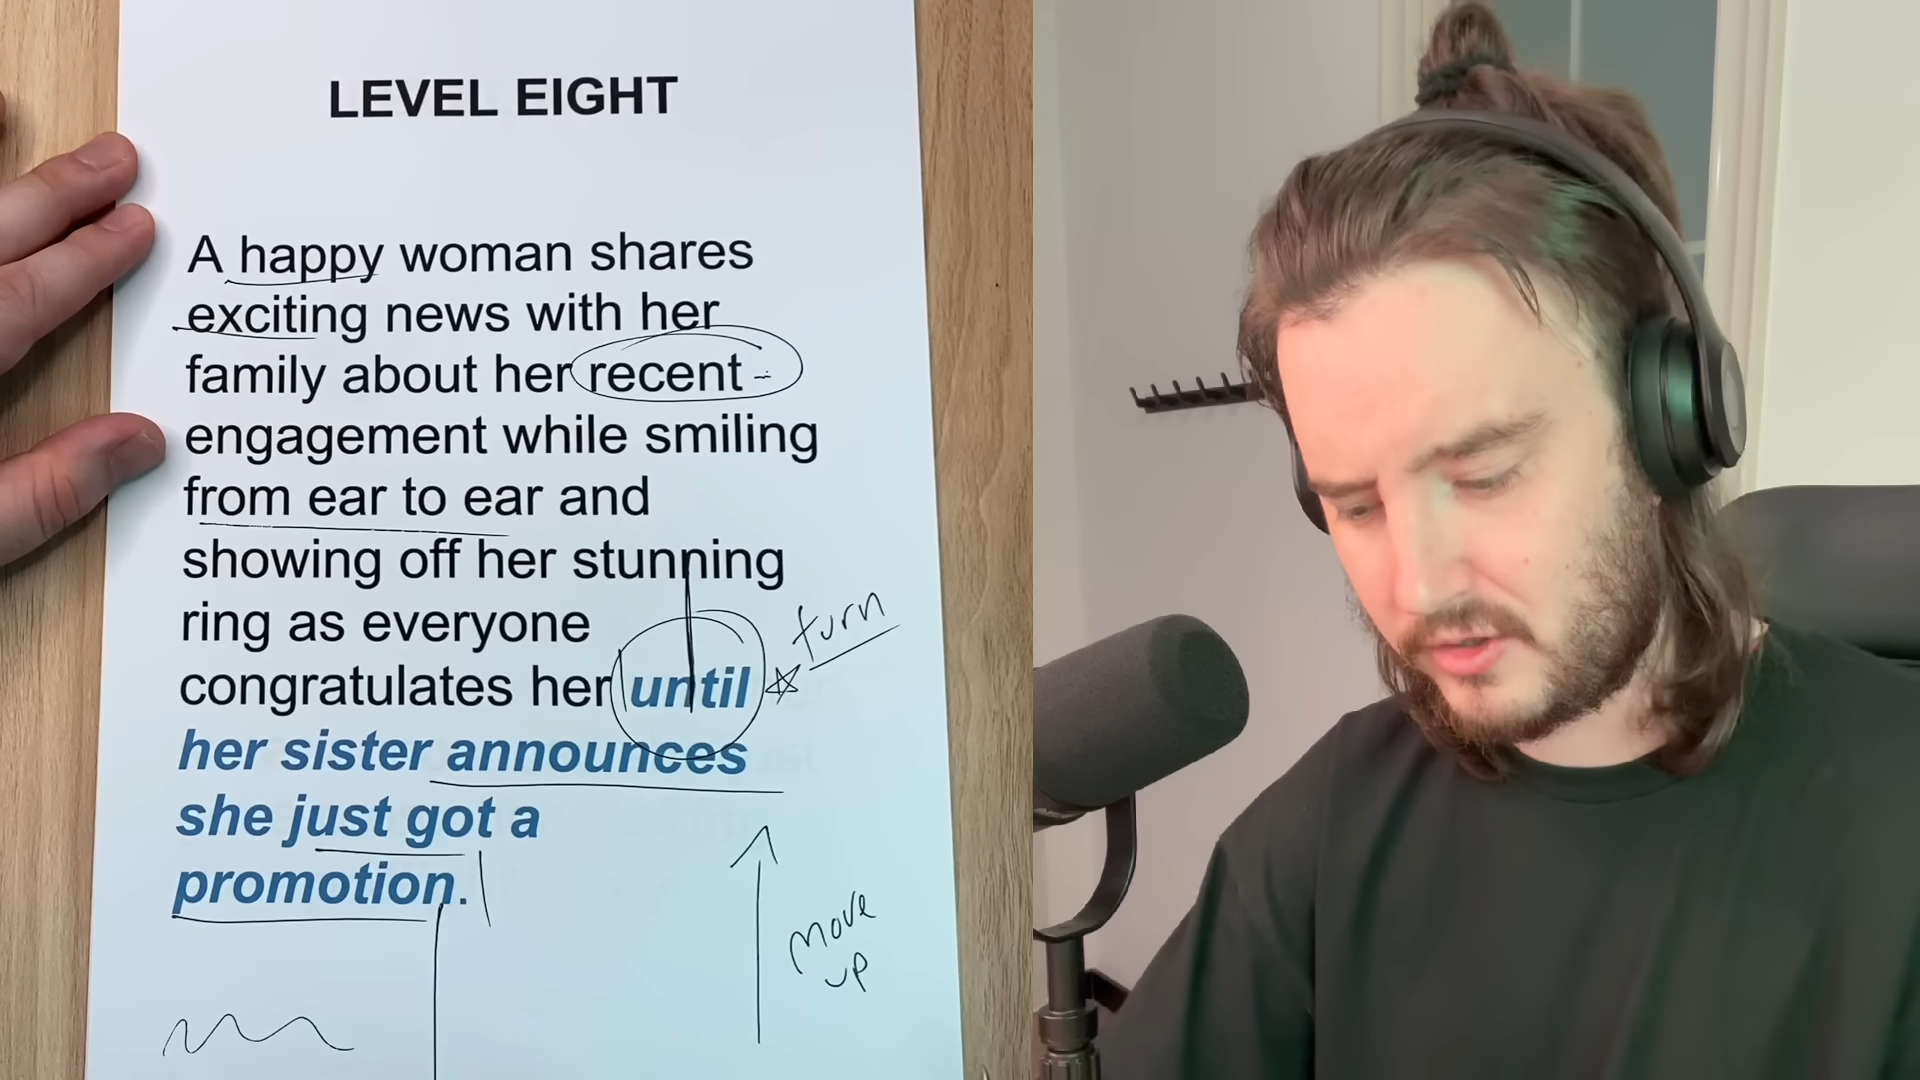 LEVEL EIGHT
A happy woman shares
exciting news with her
family about her recent
engagement while smiling
from ear to ear and
showing off her stunning
ring as everyone
turn
congratulates her until
her sister announces
she just got a
promotion.
move
up